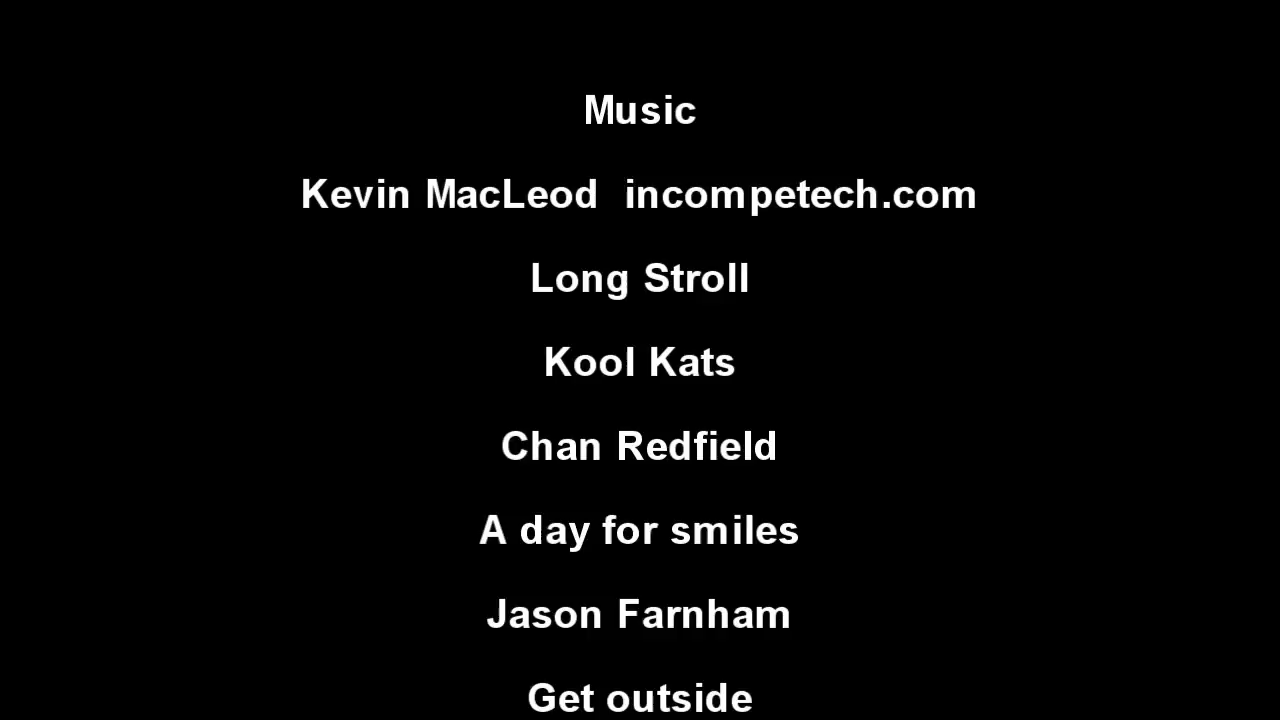 Music
Kevin MacLeod  incompetech.com
Long Stroll
Kool Kats
Chan Redfield
A day for smiles
Jason Farnham
Get outside